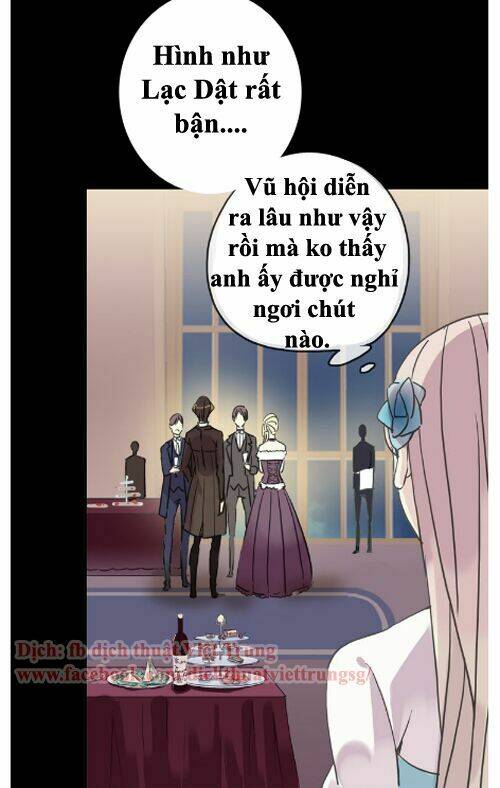 Hình như
Lạc Dật rất
bận....
Vũ hội diễn
ra lâu như vậy
rồi mà ko thấy
anh ấy được nghỉ
ngơi chút
nào.
Dịch: fb dịch thuật Việt Trung